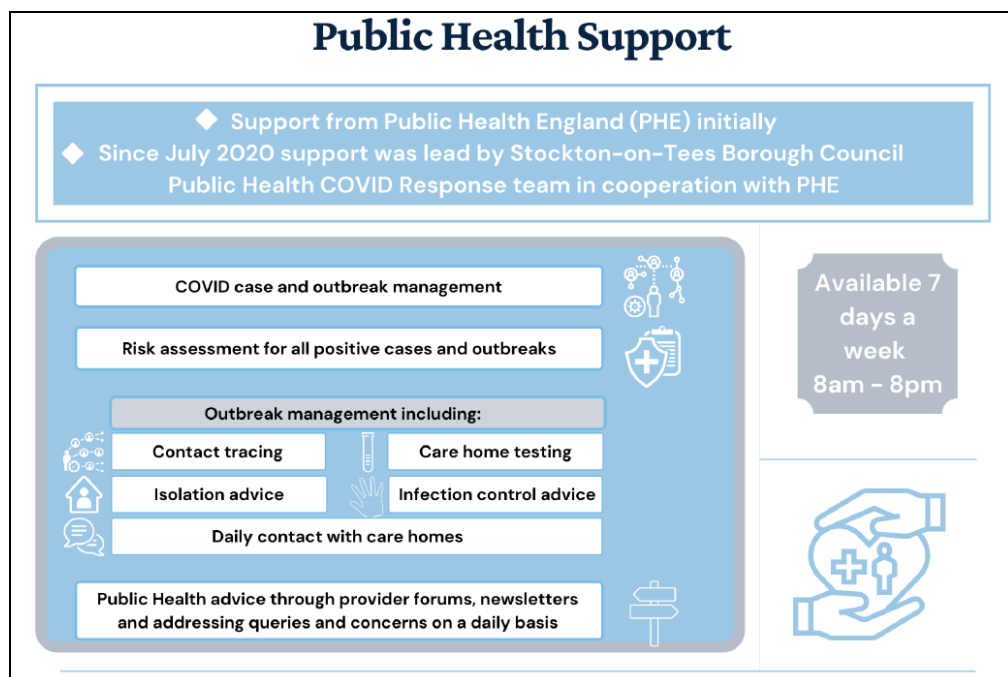 Public Health Support
Support from Public Health England (PHE) initially
Since July 2020 support was lead by Stockton-on-Tees Borough Council
Public Health COVID Response team in cooperation with PHE
COVID case and outbreak management
Risk assessment for all positive cases and outbreaks
Outbreak management including:
Contact tracing
Care home testing
Isolation advice
Infection control advice
Daily contact with care homes
Public Health advice through provider forums, newsletters
and addressing queries and concerns on a daily basis
Available 7
days a
week
8am - 8pm